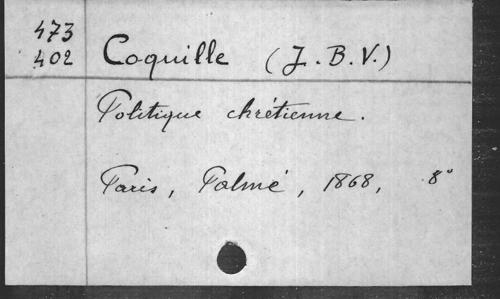 473
402 Coquille (J. B. V.)
Politique chrétienne.
Paris, Palmé, 1868, 8°